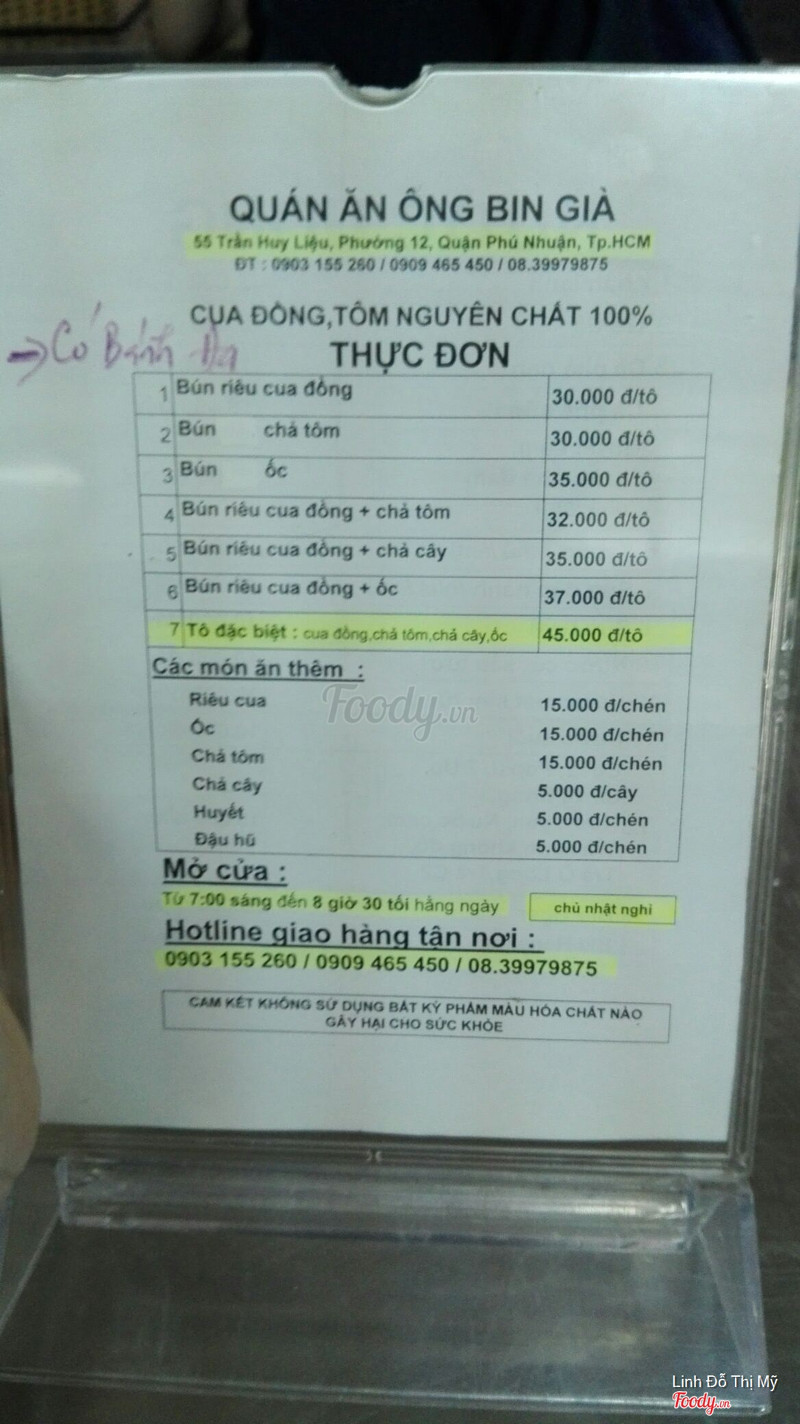 QUÁN ĂN ÔNG BIN GIÀ
55 Trần Huy Liệu, Phường 12, Quận Phú Nhuận, Tp.HCM
ĐT : 0903 155 260 / 0909 465 450 / 08.39979875
CUA ĐỒNG,TÔM NGUYÊN CHẤT 100%
→ Có Bánh Đa
THỰC ĐƠN
1 Bún riêu cua đồng 30.000 đ/tô
2 Bún chả tôm 30.000 đ/tô
3 Bún ốc 35.000 đ/tô
4 Bún riêu cua đồng + chả tôm 32.000 đ/tô
5 Bún riêu cua đồng + chả cây 35.000 đ/tô
6 Bún riêu cua đồng + ốc 37.000 đ/tô
7 Tô đặc biệt : cua đồng,chả tôm,chả cây,ốc 45.000 đ/tô
Các món ăn thêm :
Riêu cua 15.000 đ/chén
Ốc 15.000 đ/chén
Chả tôm 15.000 đ/chén
Chả cây 5.000 đ/cây
Huyết 5.000 đ/chén
Đậu hũ 5.000 đ/chén
Foody.vn
Mở cửa :
Từ 7:00 sáng đến 8 giờ 30 tối hằng ngày chủ nhật nghỉ
Hotline giao hàng tận nơi :
0903 155 260 / 0909 465 450 / 08.39979875
CAM KẾT KHÔNG SỬ DỤNG BẤT KỲ PHẨM MÀU HÓA CHẤT NÀO
GÂY HẠI CHO SỨC KHỎE
Linh Đỗ Thị Mỹ
Foody.vn